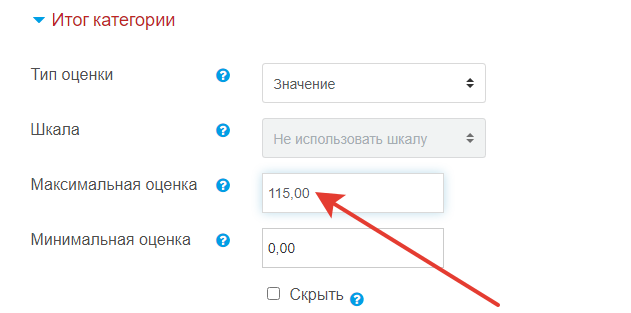 Итог категории
Тип оценки
Значение
Шкала
Не использовать шкалу
Максимальная оценка
115,00
Минимальная оценка
0,00
Скрыть